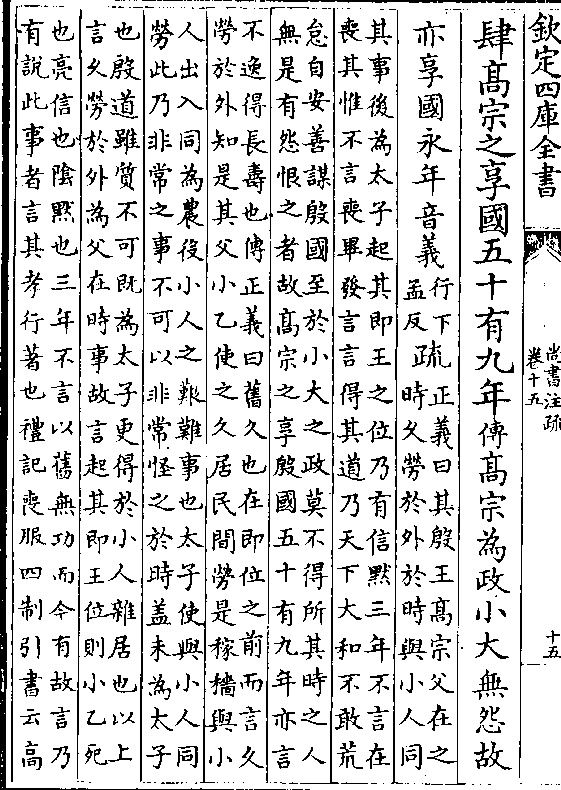 欽定四庫全書
尚書注疏
卷十五
十五
肆髙宗之享國五十有九年傳髙宗為政小大無怨故
亦享國永年音義
行下
孟反
疏
正義曰其殷王髙宗父在之
時久勞於外於時與小人同
其事後為太子起其即王之位乃有信默三年不言在
喪其惟不言喪畢發言言得其道乃天下大和不敢荒
怠自安善謀殷國至於小大之政莫不得所其時之人
無是有怨恨之者故髙宗之享殷國五十有九年亦言
不逸得長壽也傳正義曰舊久也在即位之前而言久
勞於外知是其父小乙使之久居民間勞是稼穡與小
人出入同為農役小人之艱難事也太子使與小人同
勞此乃非常之事不可以非常怪之於時盖未為太子
也殷道雖質不可既為太子更得於小人雜居也以上
言久勞於外為父在時事故言起其即王位則小乙死
也亮信也隂黙也三年不言以舊無功而今有故言乃
有說此事者言其孝行著也禮記喪服四制引書云高